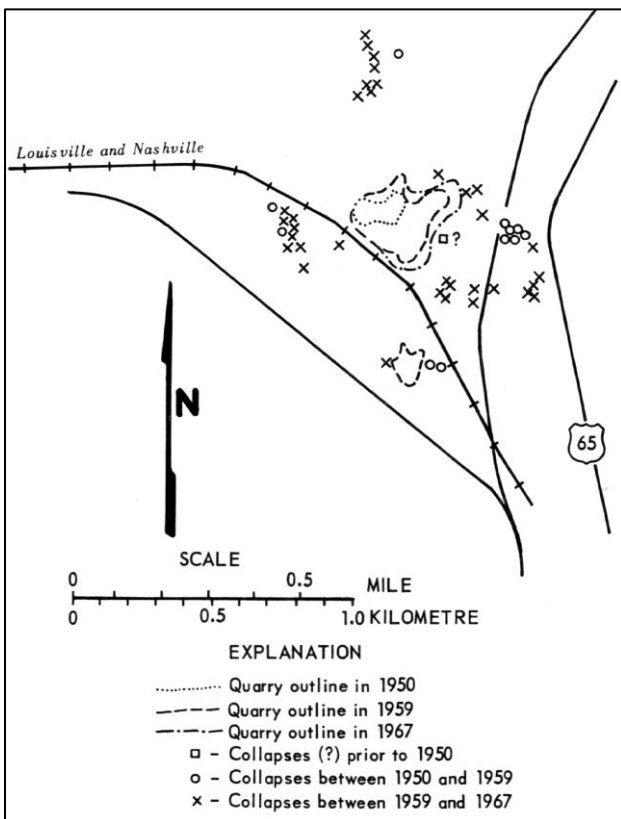 Louisville and Nashville
?
N
65
SCALE
0 0.5 MILE
0 0.5 1.0 KILOMETRE
EXPLANATION
Quarry outline in 1950
Quarry outline in 1959
Quarry outline in 1967
□ – Collapses (?) prior to 1950
o – Collapses between 1950 and 1959
x – Collapses between 1959 and 1967